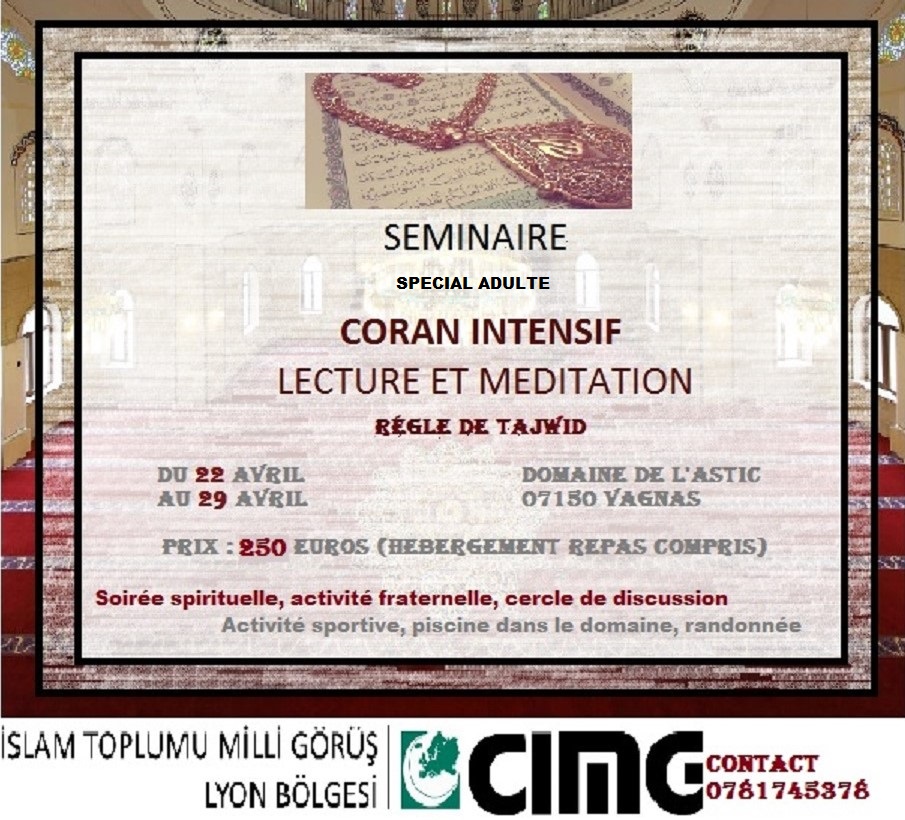 SEMINAIRE
SPECIAL ADULTE
CORAN INTENSIF
LECTURE ET MEDITATION
RÉGLE DE TAJWID
DU 22 AVRIL
AU 29 AVRIL
DOMAINE DE L'ASTIC
07150 VAGNAS
PRIX : 250 EUROS (HEBERGEMENT REPAS COMPRIS)
Soirée spirituelle, activité fraternelle, cercle de discussion
Activité sportive, piscine dans le domaine, randonnée
İSLAM TOPLUMU MİLLİ GÖRÜŞ
LYON BÖLGESİ
CIMG
CONTACT
0781745378